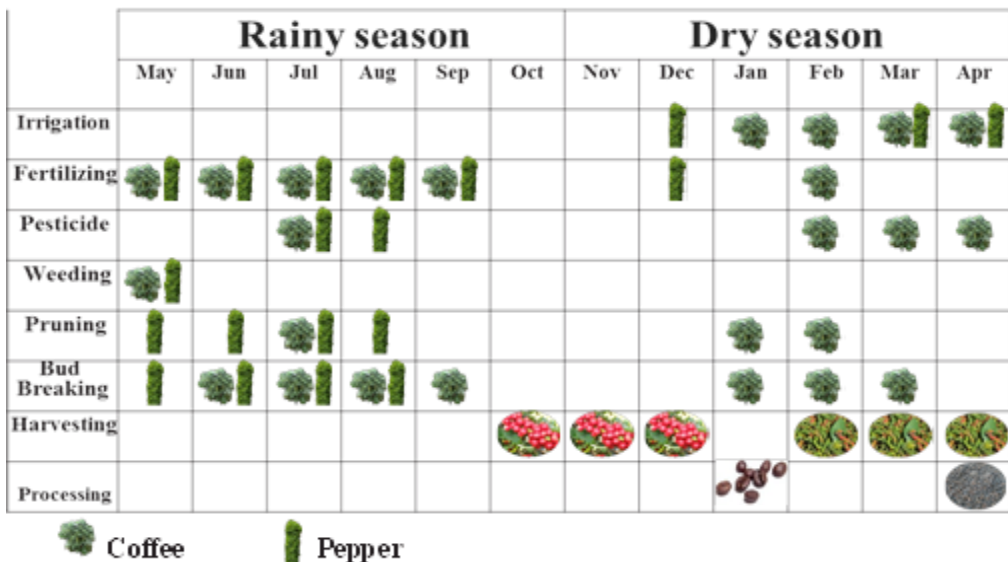 Rainy season Dry season
May Jun Jul Aug Sep Oct Nov Dec Jan Feb Mar Apr
Irrigation
Fertilizing
Pesticide
Weeding
Pruning
Bud
Breaking
Harvesting
Processing
Coffee Pepper